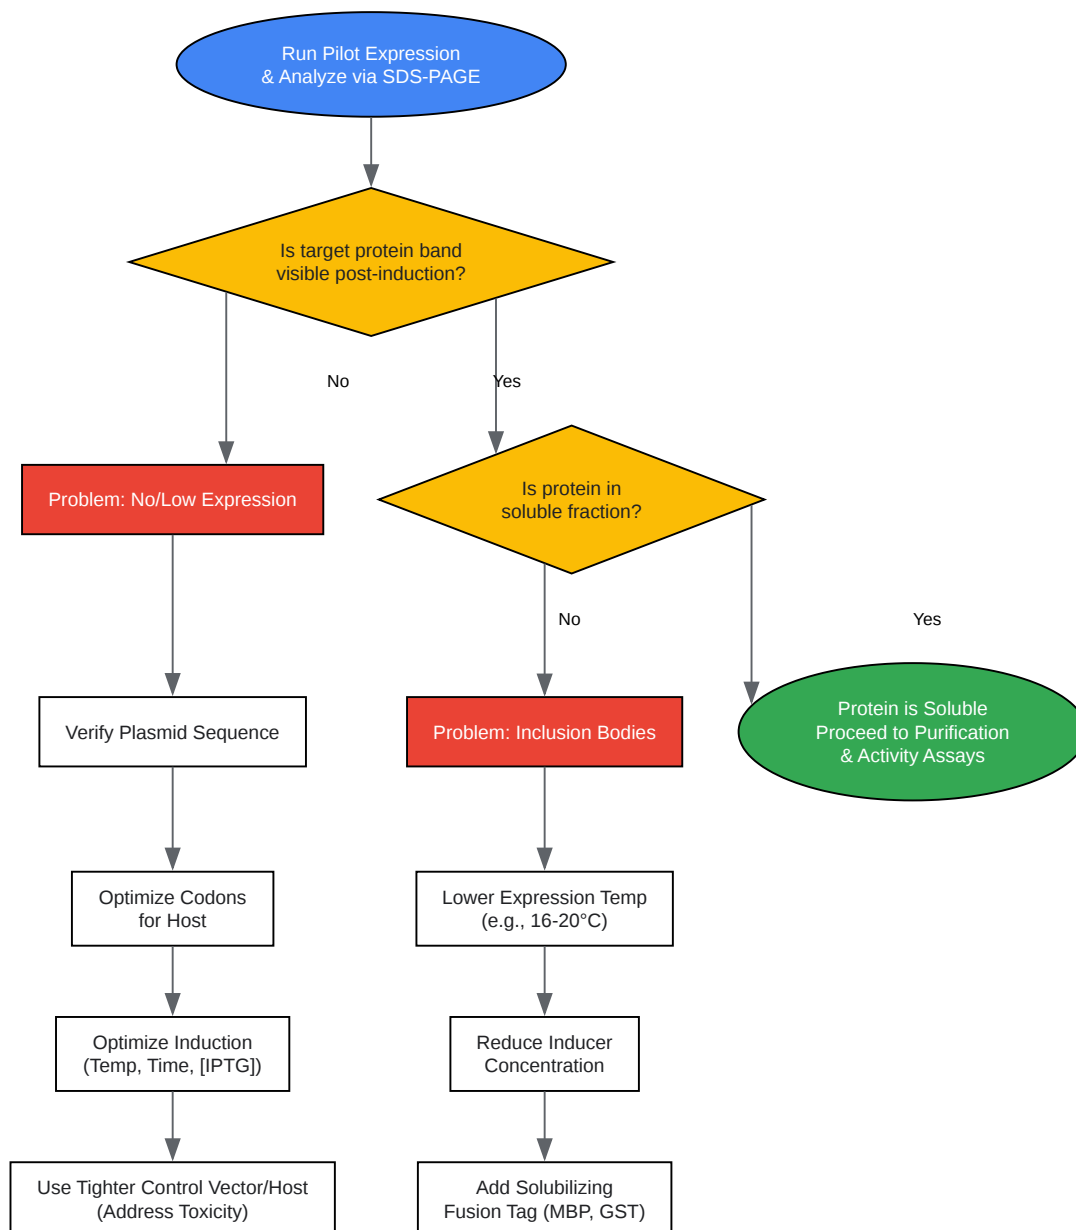 Run Pilot Expression
& Analyze via SDS-PAGE
Is target protein band
visible post-induction?
No
Yes
Problem: No/Low Expression
Is protein in
soluble fraction?
No
Yes
Verify Plasmid Sequence
Problem: Inclusion Bodies
Protein is Soluble
Proceed to Purification
& Activity Assays
Optimize Codons
for Host
Lower Expression Temp
(e.g., 16-20°C)
Optimize Induction
(Temp, Time, [IPTG])
Reduce Inducer
Concentration
Use Tighter Control Vector/Host
(Address Toxicity)
Add Solubilizing
Fusion Tag (MBP, GST)